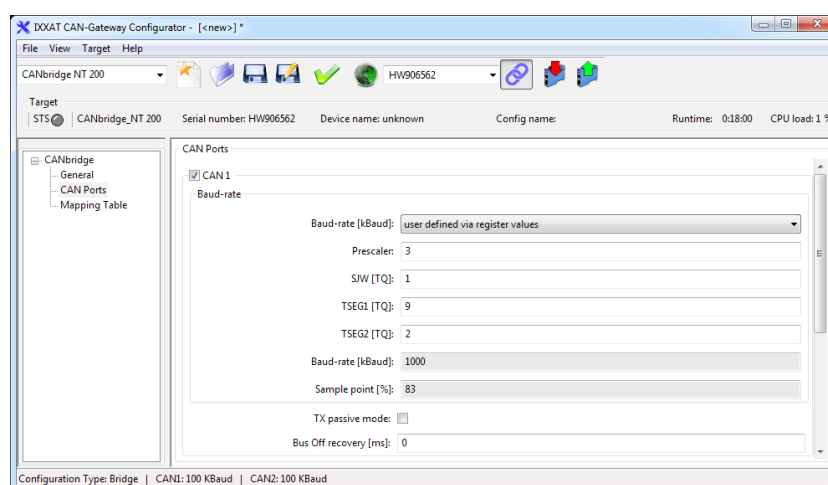 IXXAT CAN-Gateway Configurator - [<new>] *
File View Target Help
CANbridge NT 200 HW906562
Target
STS CANbridge_NT 200 Serial number: HW906562 Device name: unknown Config name: Runtime: 0:18:00 CPU load: 1 %
CANbridge
General
CAN Ports
Mapping Table
CAN Ports
CAN 1
Baud-rate
Baud-rate [kBaud]: user defined via register values
Prescaler: 3
SJW [TQ]: 1
TSEG1 [TQ]: 9
TSEG2 [TQ]: 2
Baud-rate [kBaud]: 1000
Sample point [%]: 83
TX passive mode:
Bus Off recovery [ms]: 0
Configuration Type: Bridge | CAN1: 100 KBaud | CAN2: 100 KBaud